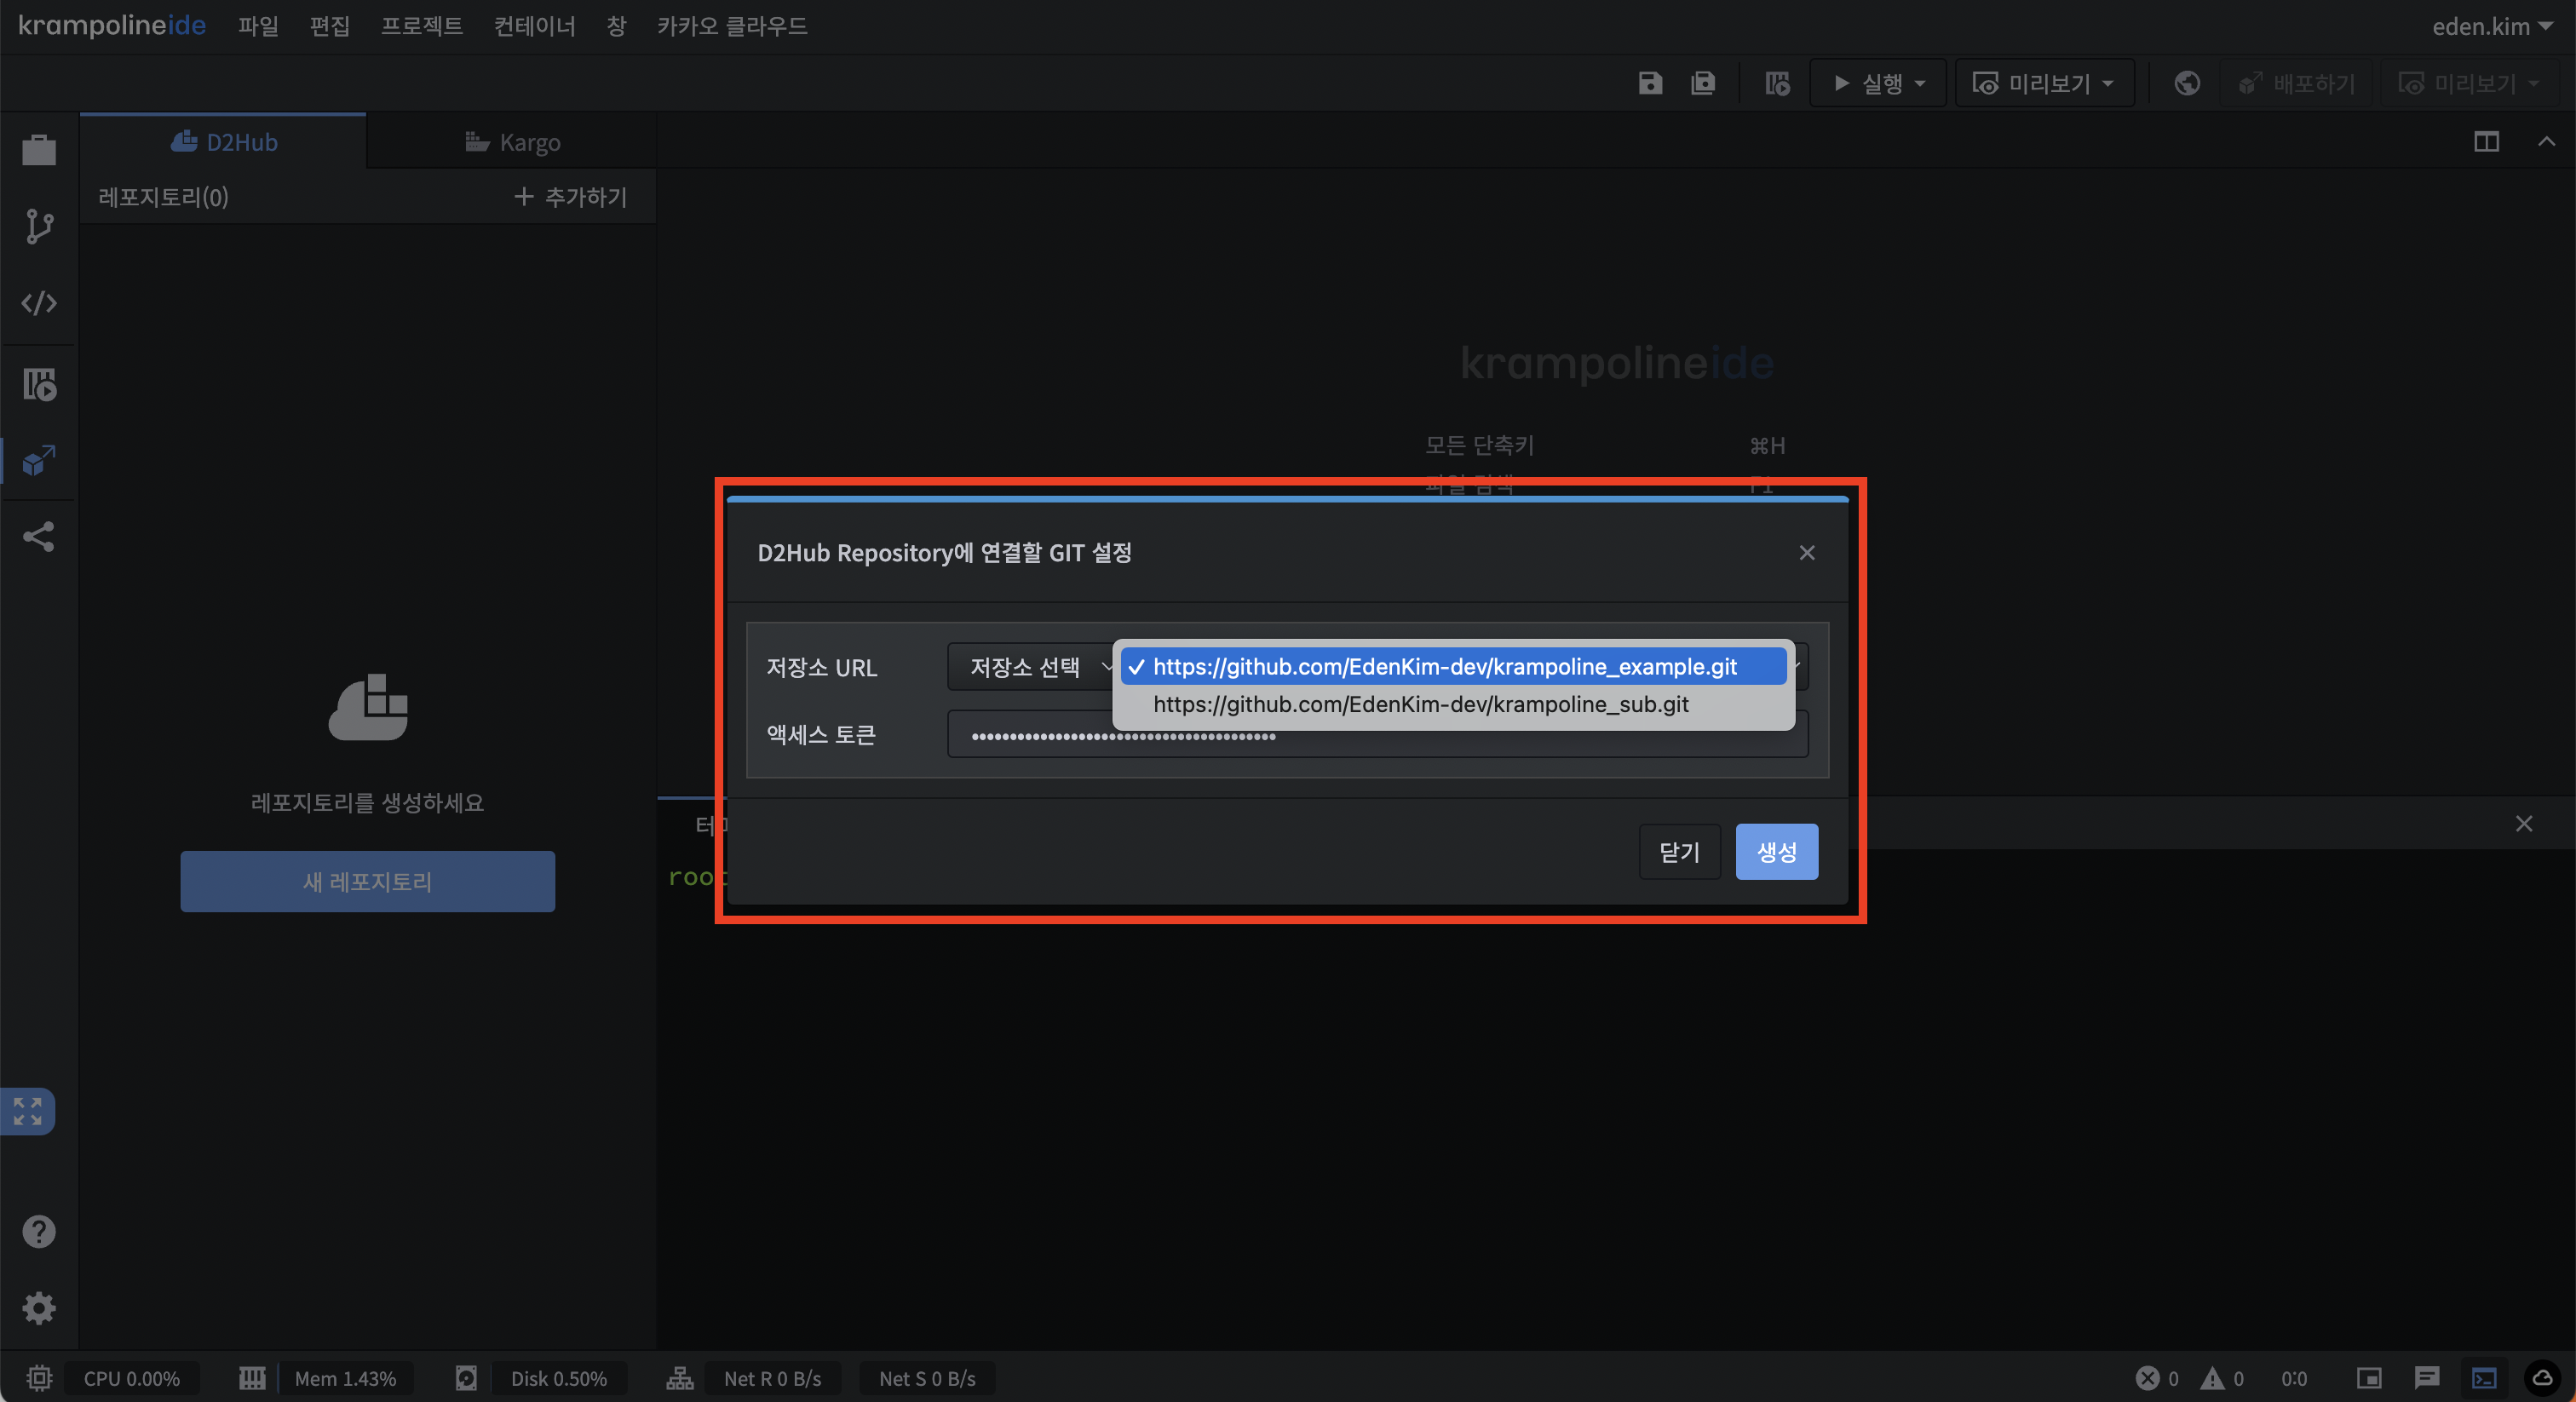 krampolineide 파일 편집 프로젝트 컨테이너 창 카카오 클라우드 eden.kim
실행 미리보기 배포하기 미리보기
D2Hub Kargo
레포지토리(0) 추가하기
krampolineide
모든 단축키 ⌘H
파일 검색 F1
D2Hub Repository에 연결할 GIT 설정
저장소 URL 저장소 선택 https://github.com/EdenKim-dev/krampoline_example.git
https://github.com/EdenKim-dev/krampoline_sub.git
액세스 토큰
레포지토리를 생성하세요
새 레포지토리
닫기 생성
CPU 0.00% Mem 1.43% Disk 0.50% Net R 0 B/s Net S 0 B/s 0 0 0:0